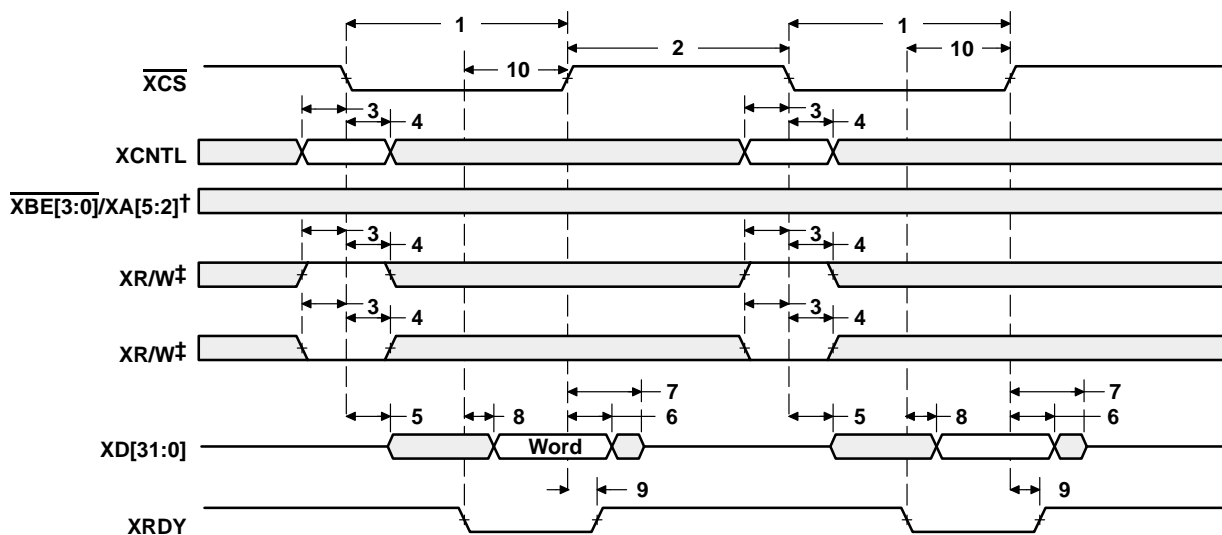 1 1
2
10 10
XCS
3 3
4 4
XCNTL
XBE[3:0]/XA[5:2]†
3 3
4 4
XR/W‡
3 3
4 4
XR/W‡
7 7
5 8 6 5 8 6
XD[31:0] Word
9 9
XRDY